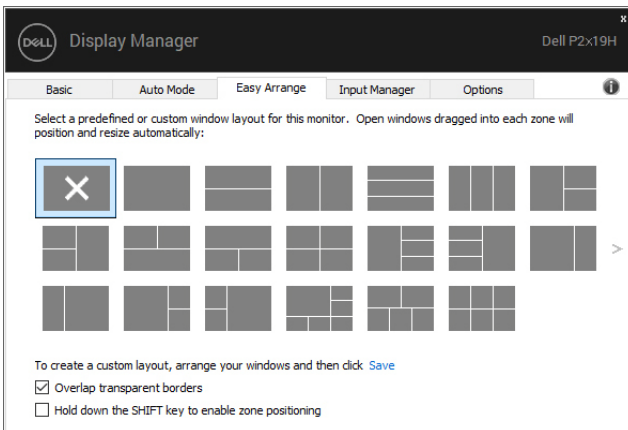 x
DELL Display Manager Dell P2x19H
Basic Auto Mode Easy Arrange Input Manager Options
Select a predefined or custom window layout for this monitor. Open windows dragged into each zone will
position and resize automatically:
To create a custom layout, arrange your windows and then click Save
Overlap transparent borders
Hold down the SHIFT key to enable zone positioning